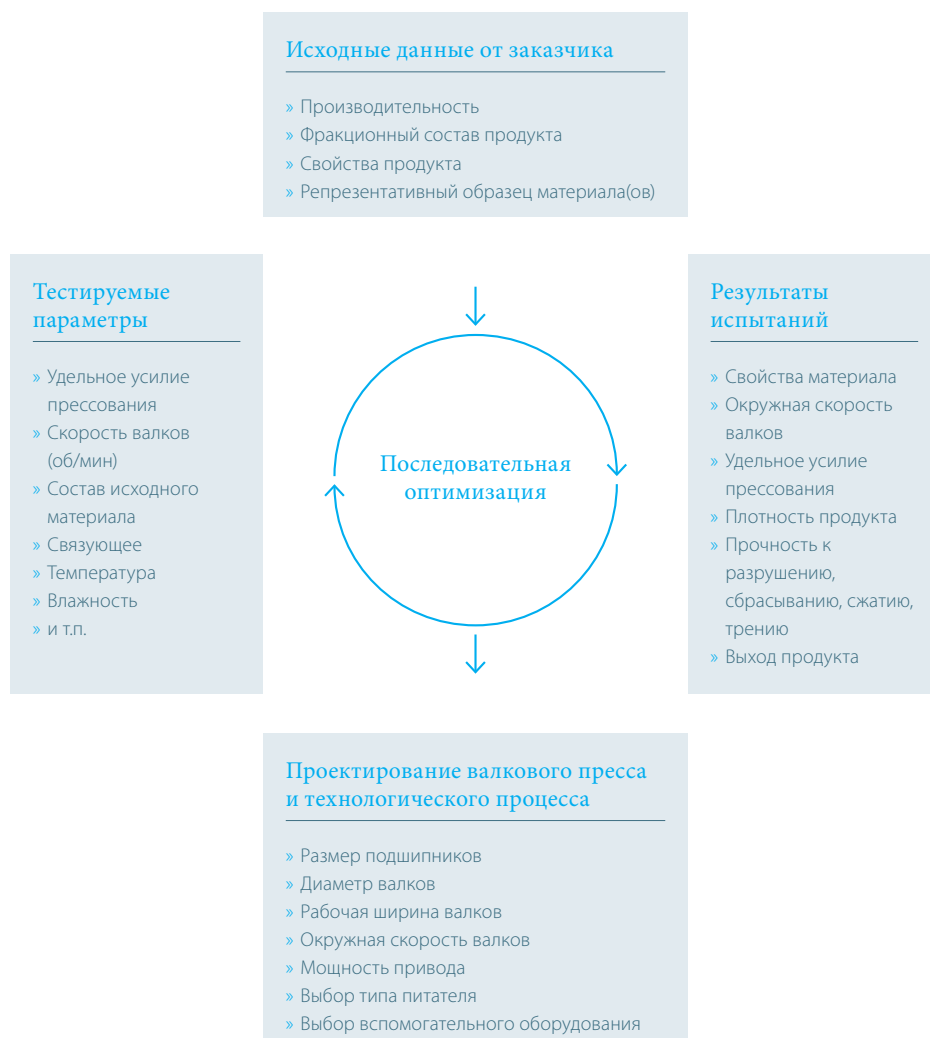 Исходные данные от заказчика
» Производительность
» Фракционный состав продукта
» Свойства продукта
» Репрезентативный образец материала(ов)
Тестируемые
параметры
» Удельное усилие
прессования
» Скорость валков
(об/мин)
» Состав исходного
материала
» Связующее
» Температура
» Влажность
» и т.п.
Последовательная
оптимизация
Результаты
испытаний
» Свойства материала
» Окружная скорость
валков
» Удельное усилие
прессования
» Плотность продукта
» Прочность к
разрушению,
сбрасыванию, сжатию,
трению
» Выход продукта
Проектирование валкового пресса
и технологического процесса
» Размер подшипников
» Диаметр валков
» Рабочая ширина валков
» Окружная скорость валков
» Мощность привода
» Выбор типа питателя
» Выбор вспомогательного оборудования